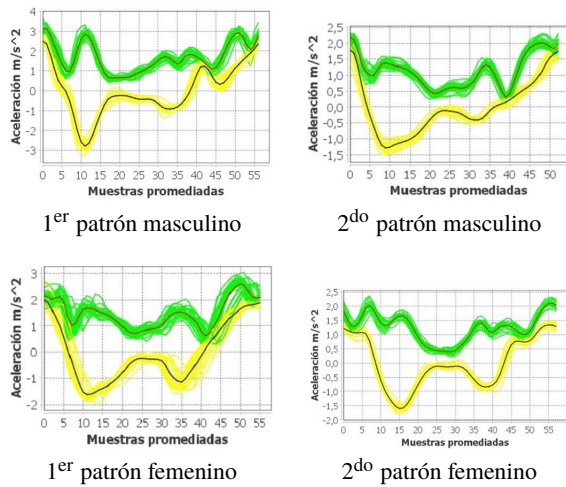 4
3
2
1
0
-1
-2
-3
Aceleración m/s^2
0 5 10 15 20 25 30 35 40 45 50 55
Muestras promediadas
1er patrón masculino
2,5
2,0
1,5
1,0
0,5
0,0
-0,5
-1,0
-1,5
Aceleración m/s^2
0 5 10 15 20 25 30 35 40 45 50
Muestras promediadas
2do patrón masculino
3
2
1
0
-1
-2
Aceleración m/s^2
0 5 10 15 20 25 30 35 40 45 50 55
Muestras promediadas
1er patrón femenino
2,5
2,0
1,5
1,0
0,5
0,0
-0,5
-1,0
-1,5
-2,0
Aceleración m/s^2
0 5 10 15 20 25 30 35 40 45 50 55
Muestras promediadas
2do patrón femenino